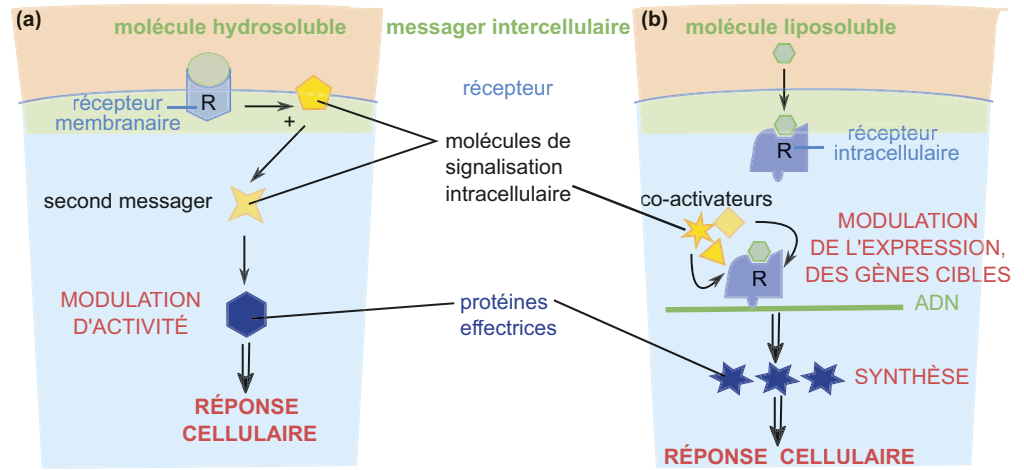 (a)
molécule hydrosoluble
messager intercellulaire
(b)
molécule liposoluble
R
récepteur
membranaire
+
récepteur
R
récepteur
intracellulaire
molécules de
signalisation
intracellulaire
second messager
co-activateurs
MODULATION
DE L'EXPRESSION,
DES GÈNES CIBLES
R
ADN
MODULATION
D'ACTIVITÉ
protéines
effectrices
SYNTHÈSE
RÉPONSE
CELLULAIRE
RÉPONSE CELLULAIRE